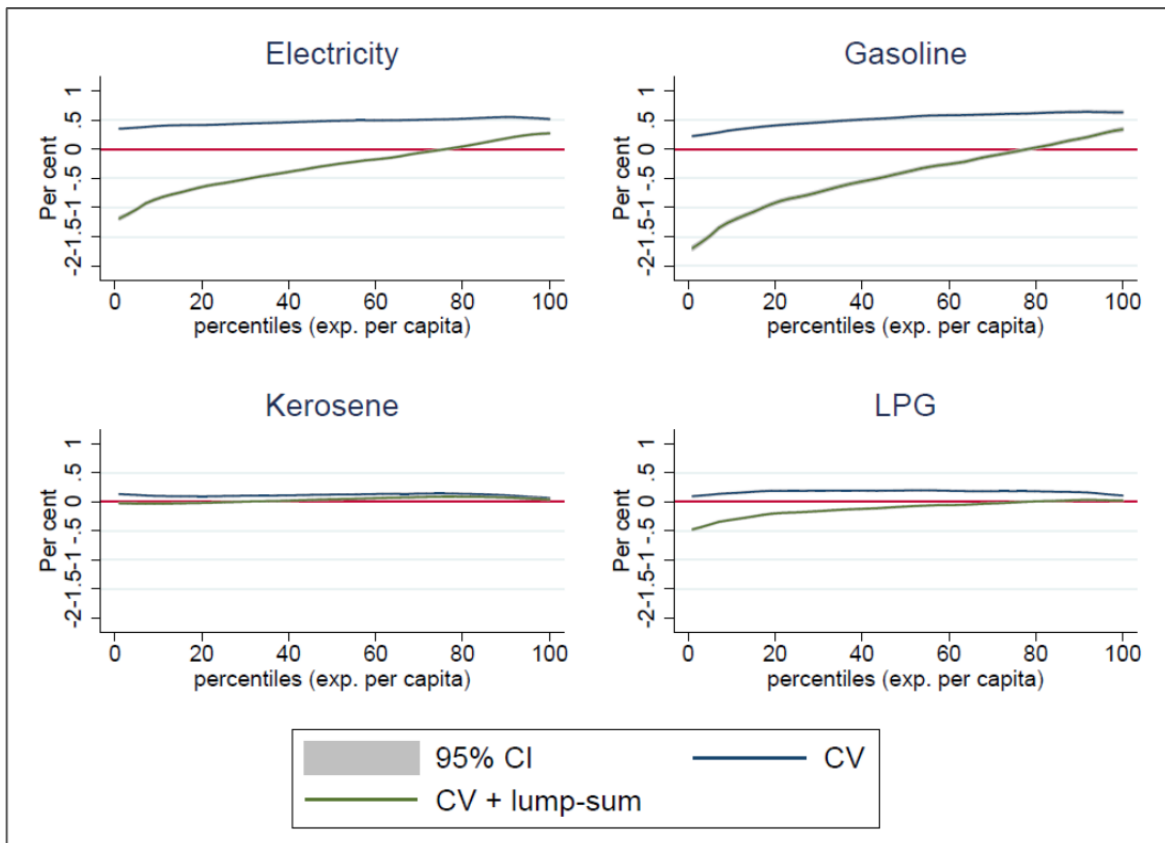 Electricity
Per cent
1
.5
0
-.5
-1
-1.5
-2
0 20 40 60 80 100
percentiles (exp. per capita)
Gasoline
Per cent
1
.5
0
-.5
-1
-1.5
-2
0 20 40 60 80 100
percentiles (exp. per capita)
Kerosene
Per cent
1
.5
0
-.5
-1
-1.5
-2
0 20 40 60 80 100
percentiles (exp. per capita)
LPG
Per cent
1
.5
0
-.5
-1
-1.5
-2
0 20 40 60 80 100
percentiles (exp. per capita)
95% CI CV
CV + lump-sum